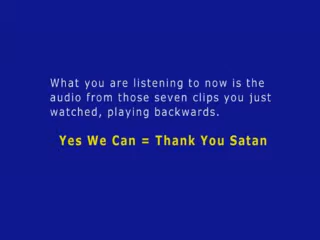 What you are listening to now is the
audio from those seven clips you just
watched, playing backwards.
Yes We Can = Thank You Satan